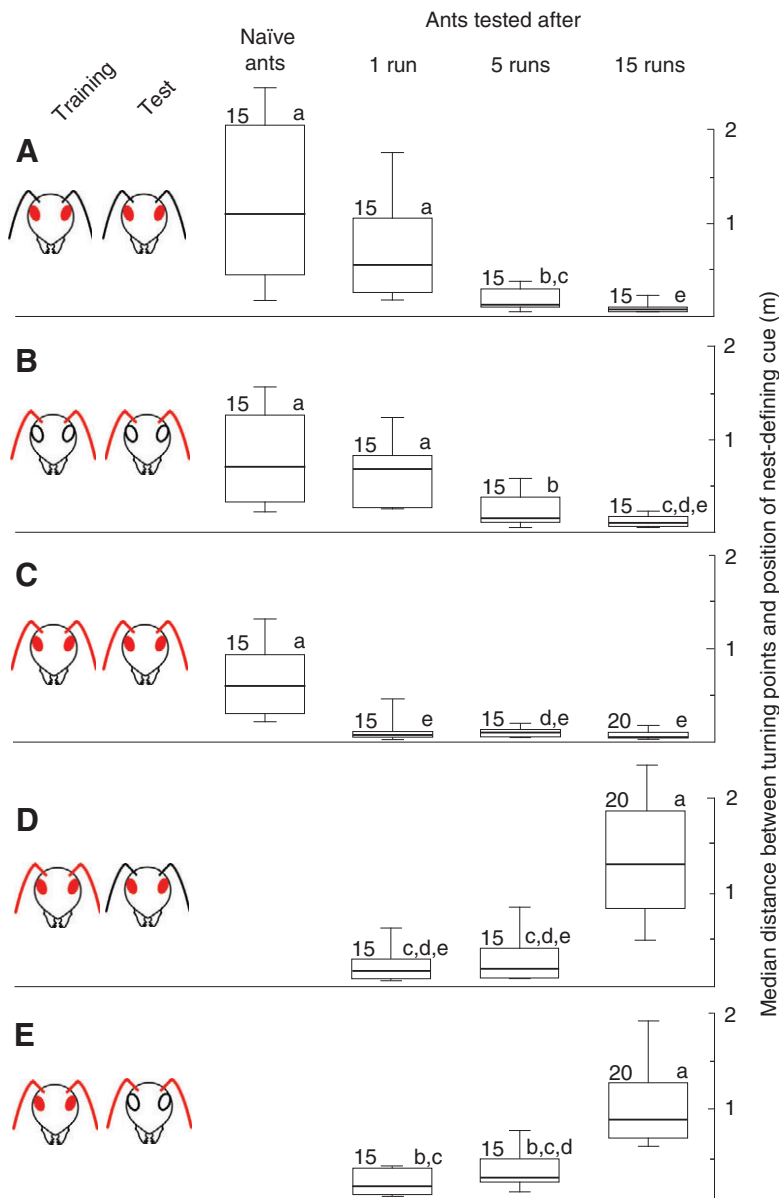 Ants tested after
Training Test Naïve ants 1 run 5 runs 15 runs
A
15 a 15 a 15 b,c 15 e
2
1
B
15 a 15 a 15 b 15 c,d,e
2
1
C
15 a 15 e 15 d,e 20 e
2
1
D
15 c,d,e 15 c,d,e 20 a
2
1
E
15 b,c 15 b,c,d 20 a
2
1
Median distance between turning points and position of nest-defining cue (m)